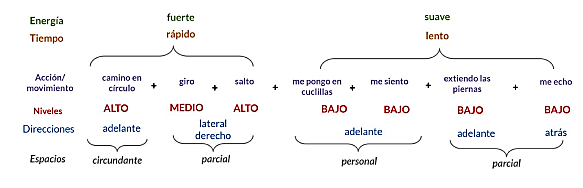 Energía fuerte suave
Tiempo rápido lento
Acción/ movimiento camino en círculo + giro + salto + me pongo en cuclillas + me siento + extiendo las piernas + me echo
Niveles ALTO MEDIO ALTO BAJO BAJO BAJO BAJO
Direcciones adelante lateral derecho adelante adelante atrás
Espacios circundante parcial personal parcial